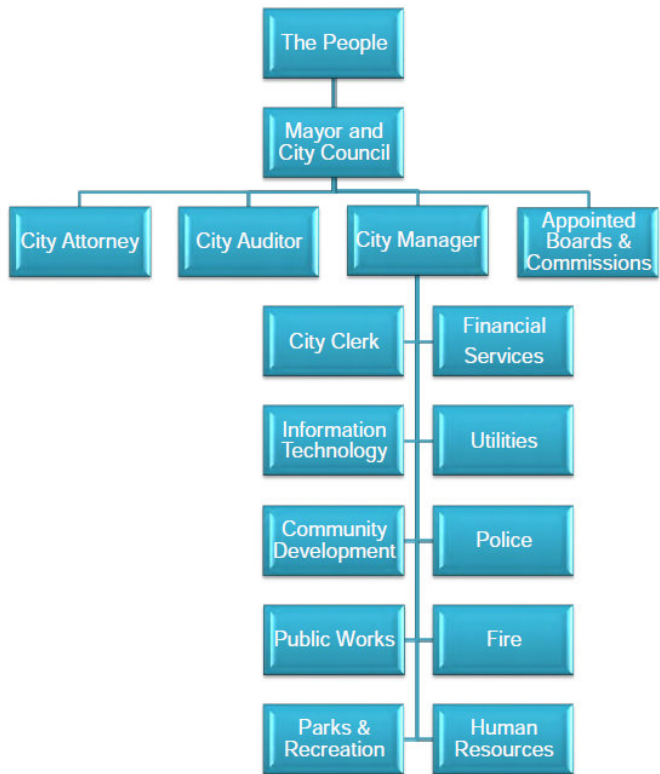 The People
Mayor and
City Council
City Attorney
City Auditor
City Manager
Appointed
Boards &
Commissions
City Clerk
Financial
Services
Information
Technology
Utilities
Community
Development
Police
Public Works
Fire
Parks &
Recreation
Human
Resources